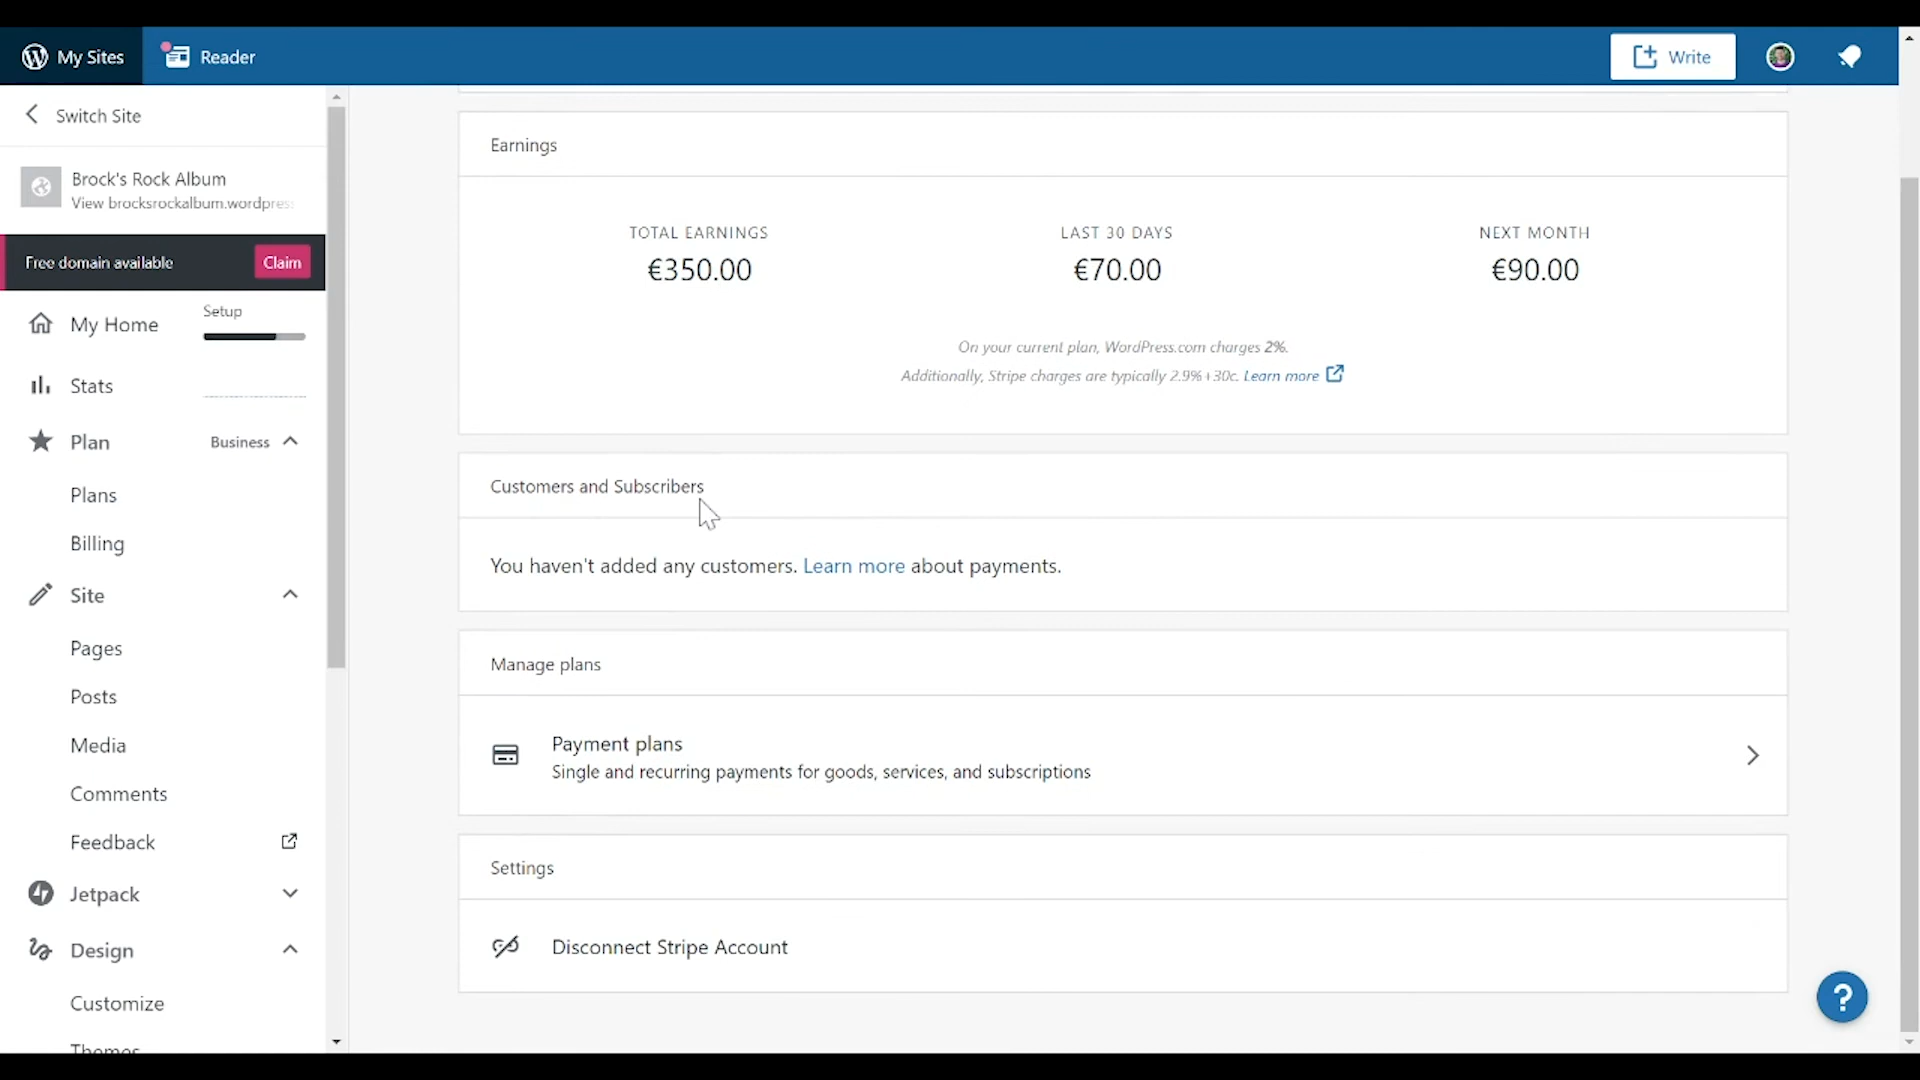 My Sites
Reader
Write
Switch Site
Brock's Rock Album
View brocksrockalbum.wordpres
Free domain available
Claim
My Home
Setup
Stats
Plan
Business
Plans
Billing
Site
Pages
Posts
Media
Comments
Feedback
Jetpack
Design
Customize
Themes
Earnings
TOTAL EARNINGS
€350.00
LAST 30 DAYS
€70.00
NEXT MONTH
€90.00
On your current plan, WordPress.com charges 2%.
Additionally, Stripe charges are typically 2.9%+30c. Learn more
Customers and Subscribers
You haven't added any customers. Learn more about payments.
Manage plans
Payment plans
Single and recurring payments for goods, services, and subscriptions
Settings
Disconnect Stripe Account
?